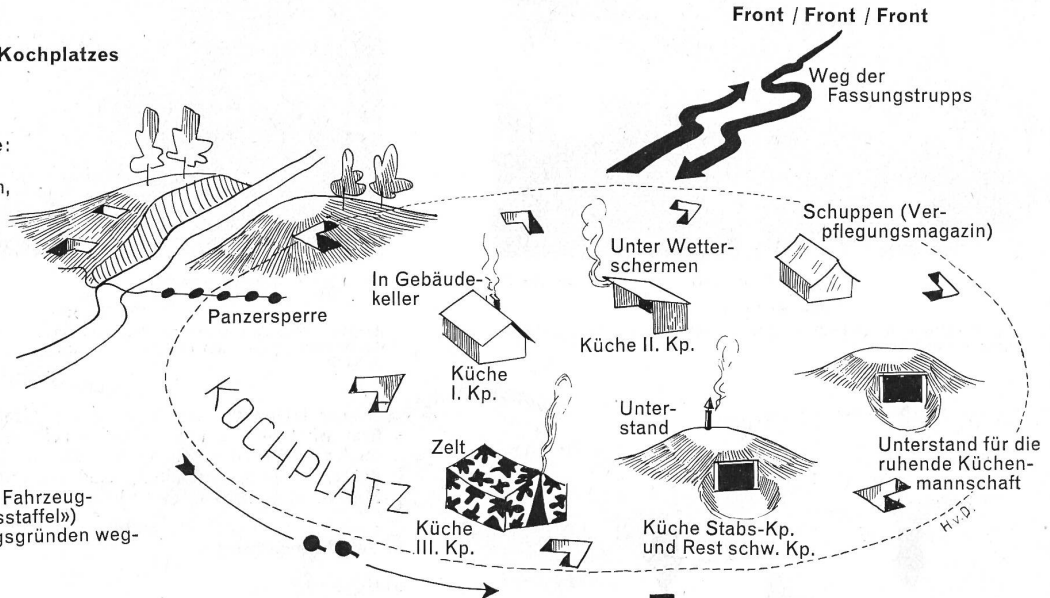 Front / Front / Front
Kochplatzes
Weg der
Fassungstrupps
Schuppen (Ver-
pflegungsmagazin)
Unter Wetter-
schermen
In Gebäude-
keller
Panzersperre
Küche II. Kp.
Küche
I. Kp.
Unter-
stand
KOCHPLATZ
Zelt
Unterstand für die
ruhende Küchen-
mannschaft
Küche
III. Kp.
Küche Stabs-Kp.
und Rest schw. Kp.
H.v.D.
Fahrzeug-
sstaffel»)
gsgründen weg-